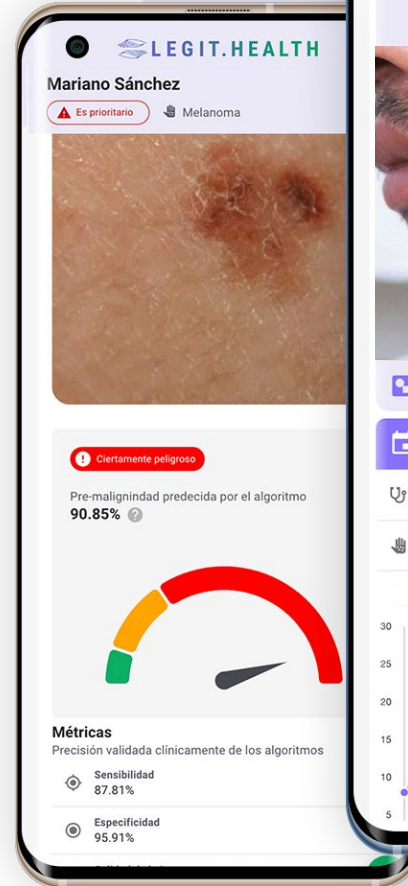 LEGIT.HEALTH
Mariano Sánchez
Es prioritario
Melanoma
Ciertamente peligroso
Pre-malignindad predecida por el algoritmo
90.85%
Métricas
Precisión validada clínicamente de los algoritmos
Sensibilidad
87.81%
Especificidad
95.91%
30
25
20
15
10
5